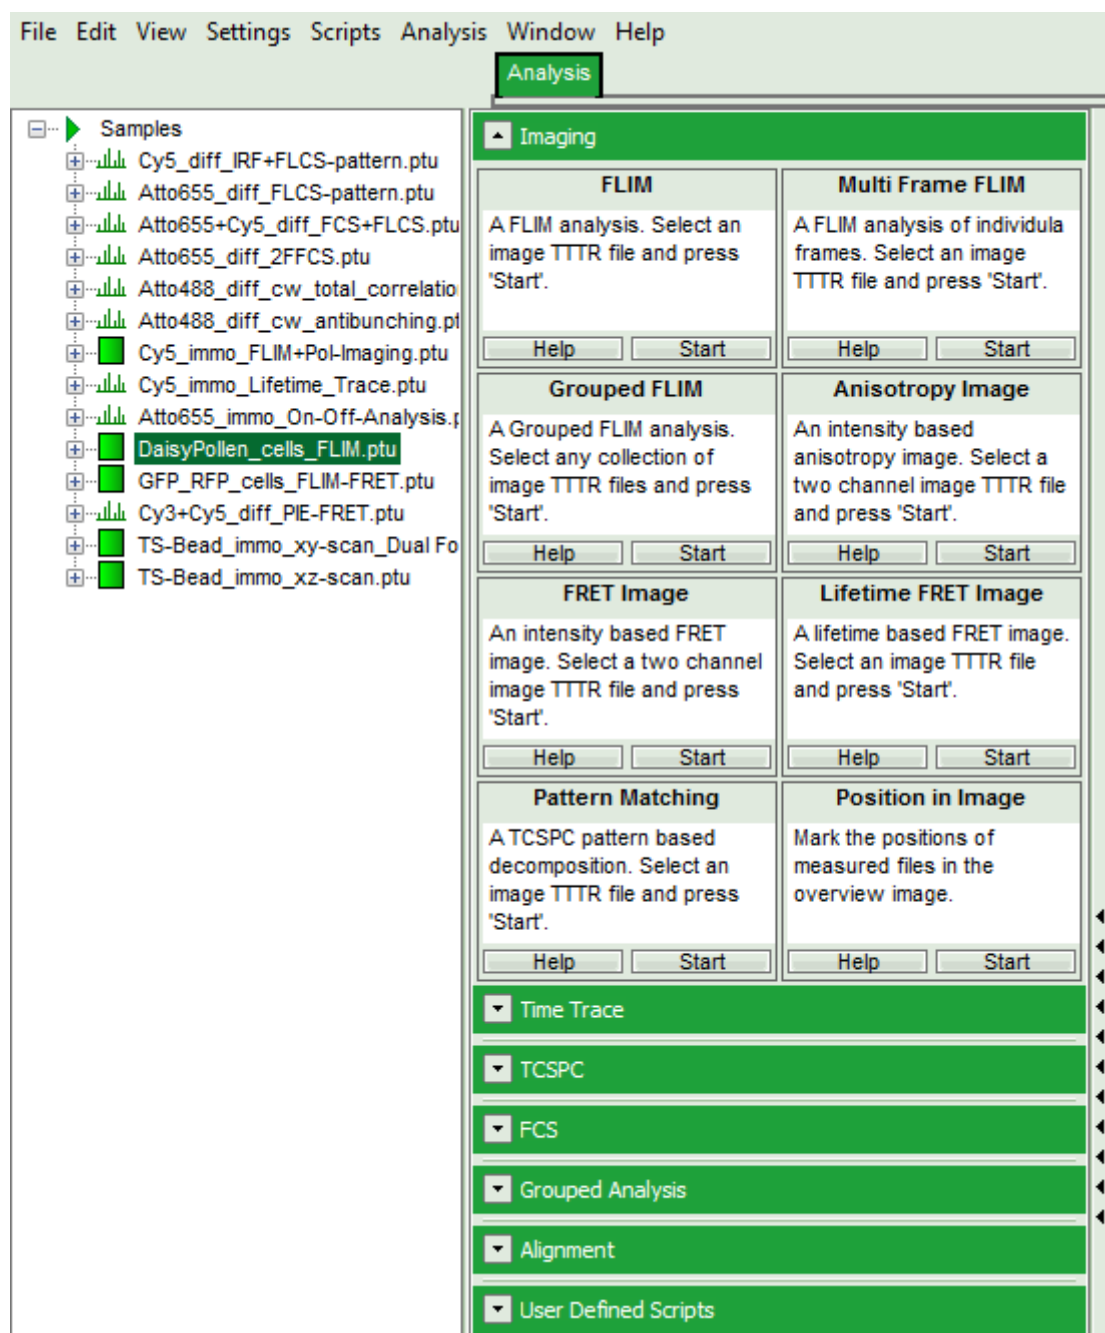 File Edit View Settings Scripts Analysis Window Help
Analysis
Samples
Cy5_diff_IRF+FLCS-pattern.ptu
Atto655_diff_FLCS-pattern.ptu
Atto655+Cy5_diff_FCS+FLCS.ptu
Atto655_diff_2FFCS.ptu
Atto488_diff_cw_total_correlatio
Atto488_diff_cw_antibunching.pt
Cy5_immo_FLIM+Pol-Imaging.ptu
Cy5_immo_Lifetime_Trace.ptu
Atto655_immo_On-Off-Analysis.p
DaisyPollen_cells_FLIM.ptu
GFP_RFP_cells_FLIM-FRET.ptu
Cy3+Cy5_diff_PIE-FRET.ptu
TS-Bead_immo_xy-scan_Dual Fo
TS-Bead_immo_xz-scan.ptu
Imaging
FLIM
A FLIM analysis. Select an
image TTTR file and press
'Start'.
Help Start
Multi Frame FLIM
A FLIM analysis of individula
frames. Select an image
TTTR file and press 'Start'.
Help Start
Grouped FLIM
A Grouped FLIM analysis.
Select any collection of
image TTTR files and press
'Start'.
Help Start
Anisotropy Image
An intensity based
anisotropy image. Select a
two channel image TTTR file
and press 'Start'.
Help Start
FRET Image
An intensity based FRET
image. Select a two channel
image TTTR file and press
'Start'.
Help Start
Lifetime FRET Image
A lifetime based FRET image.
Select an image TTTR file
and press 'Start'.
Help Start
Pattern Matching
A TCSPC pattern based
decomposition. Select an
image TTTR file and press
'Start'.
Help Start
Position in Image
Mark the positions of
measured files in the
overview image.
Help Start
Time Trace
TCSPC
FCS
Grouped Analysis
Alignment
User Defined Scripts